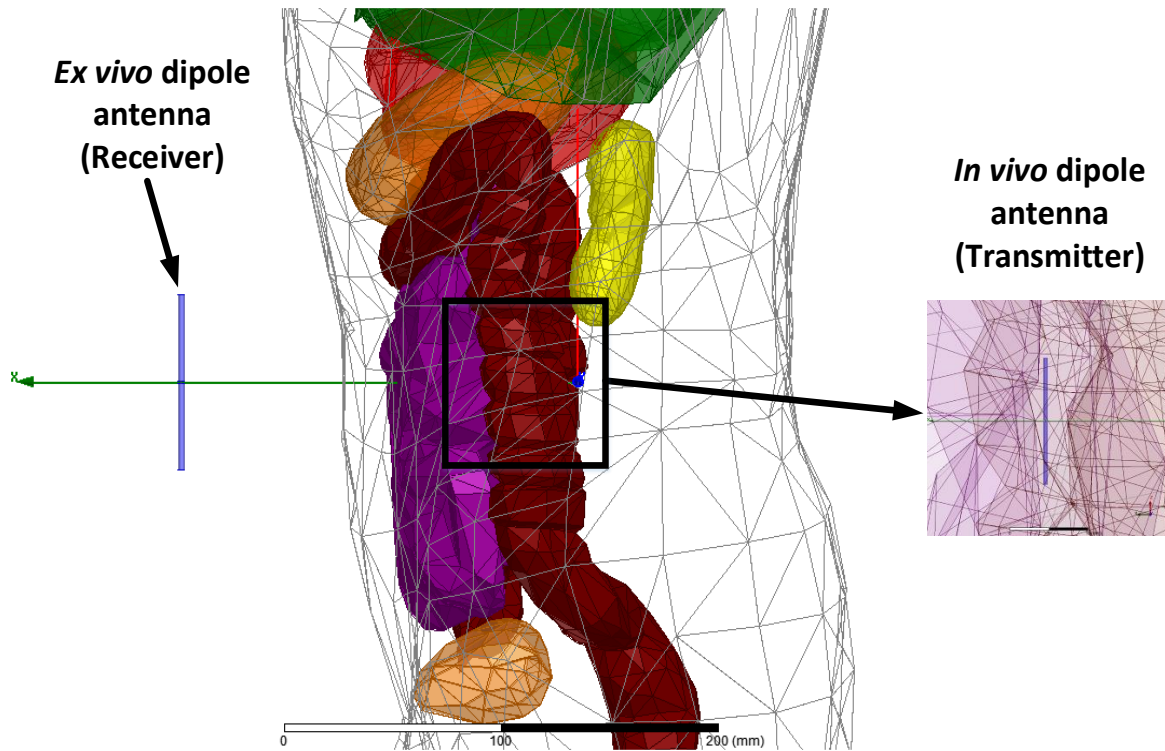 Ex vivo dipole
antenna
(Receiver)
In vivo dipole
antenna
(Transmitter)
X
0
100
200 (mm)